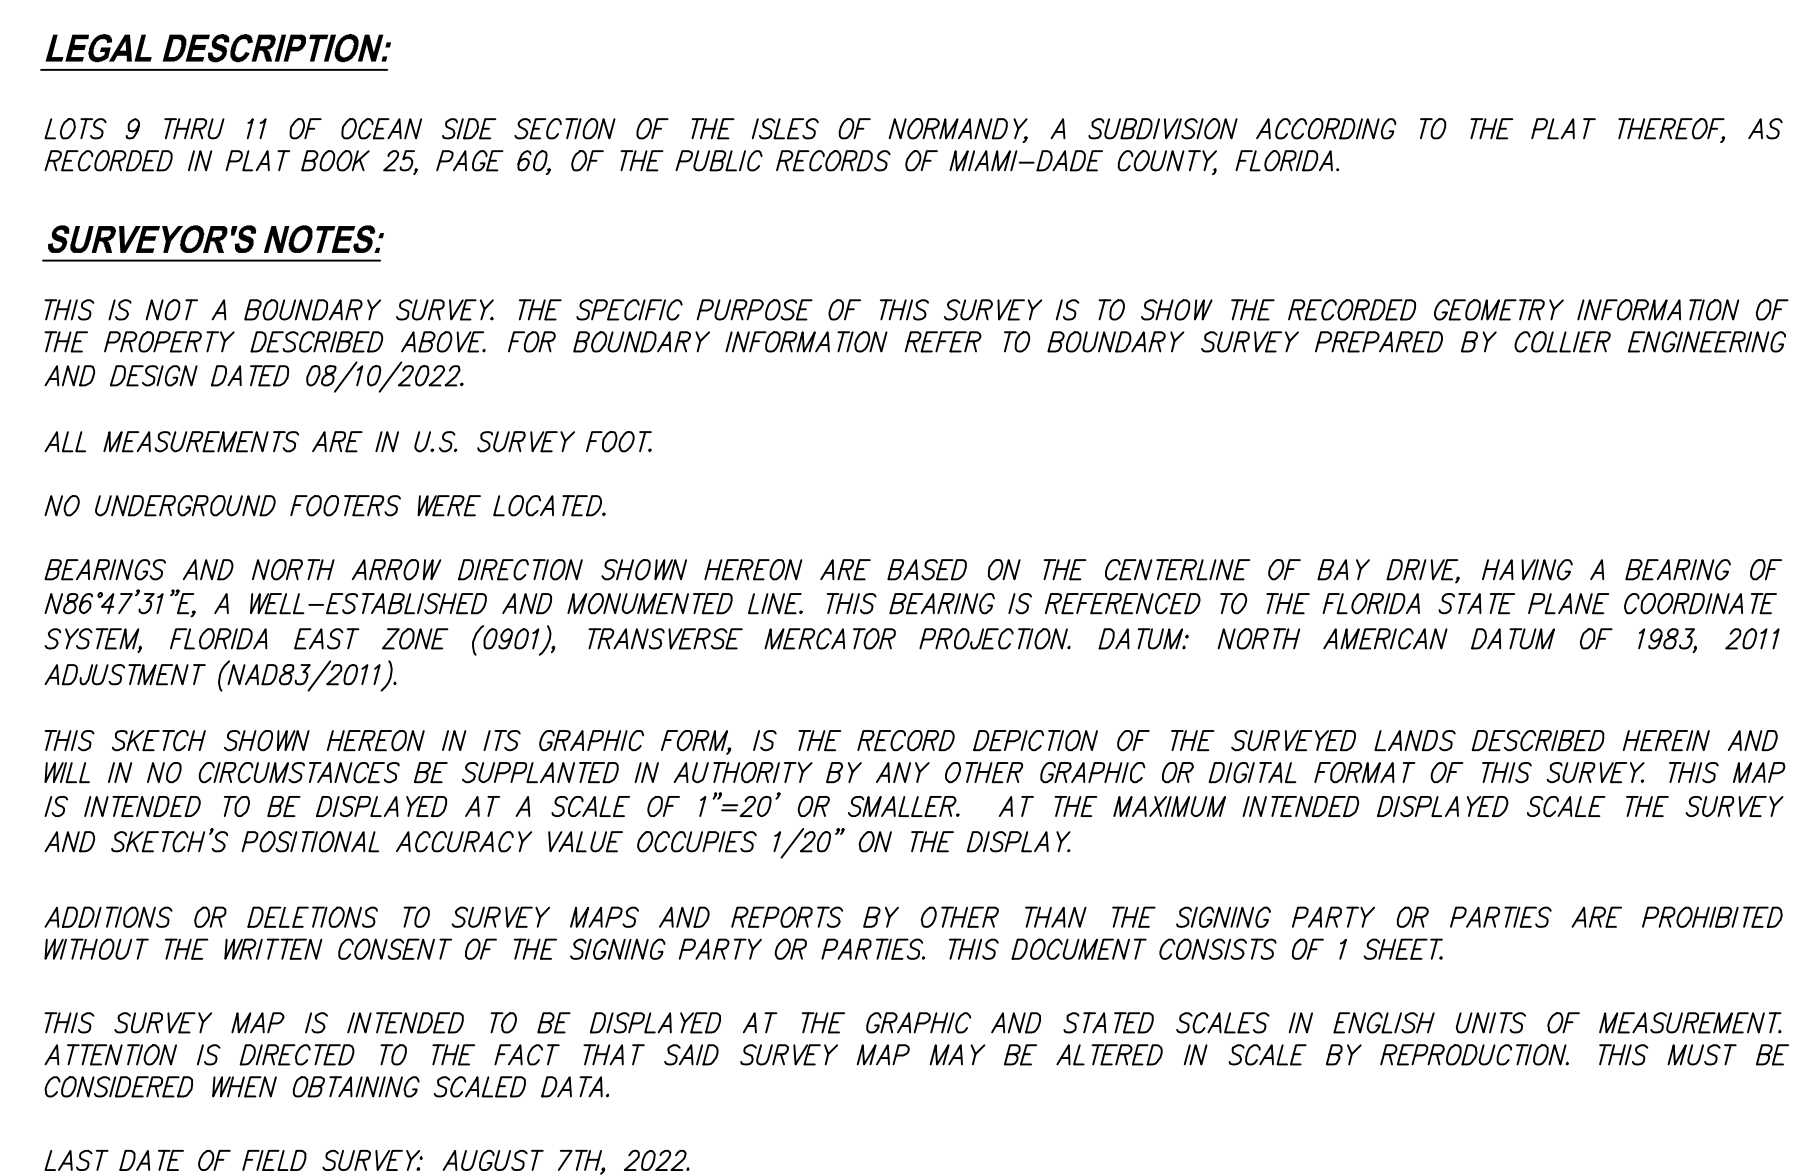 LEGAL DESCRIPTION:
LOTS 9 THRU 11 OF OCEAN SIDE SECTION OF THE ISLES OF NORMANDY, A SUBDIVISION ACCORDING TO THE PLAT THEREOF, AS
RECORDED IN PLAT BOOK 25, PAGE 60, OF THE PUBLIC RECORDS OF MIAMI-DADE COUNTY, FLORIDA.
SURVEYOR'S NOTES:
THIS IS NOT A BOUNDARY SURVEY. THE SPECIFIC PURPOSE OF THIS SURVEY IS TO SHOW THE RECORDED GEOMETRY INFORMATION OF
THE PROPERTY DESCRIBED ABOVE. FOR BOUNDARY INFORMATION REFER TO BOUNDARY SURVEY PREPARED BY COLLIER ENGINEERING
AND DESIGN DATED 08/10/2022.
ALL MEASUREMENTS ARE IN U.S. SURVEY FOOT.
NO UNDERGROUND FOOTERS WERE LOCATED.
BEARINGS AND NORTH ARROW DIRECTION SHOWN HEREON ARE BASED ON THE CENTERLINE OF BAY DRIVE, HAVING A BEARING OF
N86°47'31"E, A WELL-ESTABLISHED AND MONUMENTED LINE. THIS BEARING IS REFERENCED TO THE FLORIDA STATE PLANE COORDINATE
SYSTEM, FLORIDA EAST ZONE (0901), TRANSVERSE MERCATOR PROJECTION. DATUM: NORTH AMERICAN DATUM OF 1983, 2011
ADJUSTMENT (NAD83/2011).
THIS SKETCH SHOWN HEREON IN ITS GRAPHIC FORM, IS THE RECORD DEPICTION OF THE SURVEYED LANDS DESCRIBED HEREIN AND
WILL IN NO CIRCUMSTANCES BE SUPPLANTED IN AUTHORITY BY ANY OTHER GRAPHIC OR DIGITAL FORMAT OF THIS SURVEY. THIS MAP
IS INTENDED TO BE DISPLAYED AT A SCALE OF 1"=20' OR SMALLER. AT THE MAXIMUM INTENDED DISPLAYED SCALE THE SURVEY
AND SKETCH'S POSITIONAL ACCURACY VALUE OCCUPIES 1/20" ON THE DISPLAY.
ADDITIONS OR DELETIONS TO SURVEY MAPS AND REPORTS BY OTHER THAN THE SIGNING PARTY OR PARTIES ARE PROHIBITED
WITHOUT THE WRITTEN CONSENT OF THE SIGNING PARTY OR PARTIES. THIS DOCUMENT CONSISTS OF 1 SHEET.
THIS SURVEY MAP IS INTENDED TO BE DISPLAYED AT THE GRAPHIC AND STATED SCALES IN ENGLISH UNITS OF MEASUREMENT.
ATTENTION IS DIRECTED TO THE FACT THAT SAID SURVEY MAP MAY BE ALTERED IN SCALE BY REPRODUCTION. THIS MUST BE
CONSIDERED WHEN OBTAINING SCALED DATA.
LAST DATE OF FIELD SURVEY: AUGUST 7TH, 2022.